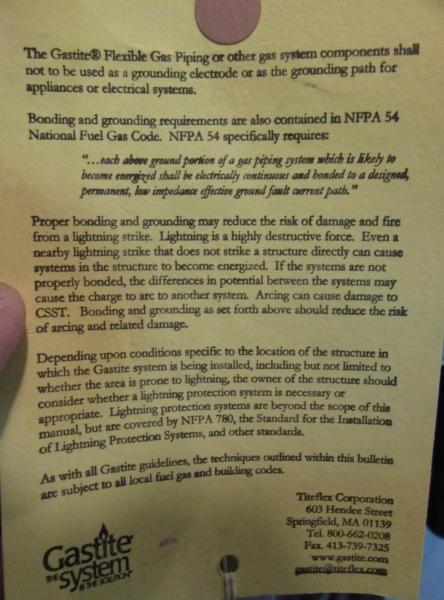 The Gastite® Flexible Gas Piping or other gas system components shall
not to be used as a grounding electrode or as the grounding path for
appliances or electrical systems.
Bonding and grounding requirements are also contained in NFPA 54
National Fuel Gas Code. NFPA 54 specifically requires:
"...each above ground portion of a gas piping system which is likely to
become energized shall be electrically continuous and bonded to a designed,
permanent, low impedance effective ground fault current path."
Proper bonding and grounding may reduce the risk of damage and fire
from a lightning strike. Lightning is a highly destructive force. Even a
nearby lightning strike that does not strike a structure directly can cause
systems in the structure to become energized. If the systems are not
properly bonded, the differences in potential between the systems may
cause the charge to arc to another system. Arcing can cause damage to
CSST. Bonding and grounding as set forth above should reduce the risk
of arcing and related damage.
Depending upon conditions specific to the location of the structure in
which the Gastite system is being installed, including but not limited to
whether the area is prone to lightning, the owner of the structure should
consider whether a lightning protection system is necessary or
appropriate. Lightning protection systems are beyond the scope of this
manual, but are covered by NFPA 780, the Standard for the Installation
of Lightning Protection Systems, and other standards.
As with all Gastite guidelines, the techniques outlined within this bulletin
are subject to all local fuel gas and building codes.
Titeflex Corporation
603 Hendee Street
Springfield, MA 01139
Tel. 800-662-0208
Fax. 413-739-7325
www.gastite.com
gastite@titeflex.com
Gastite
THE system
IS THE SOLUTION